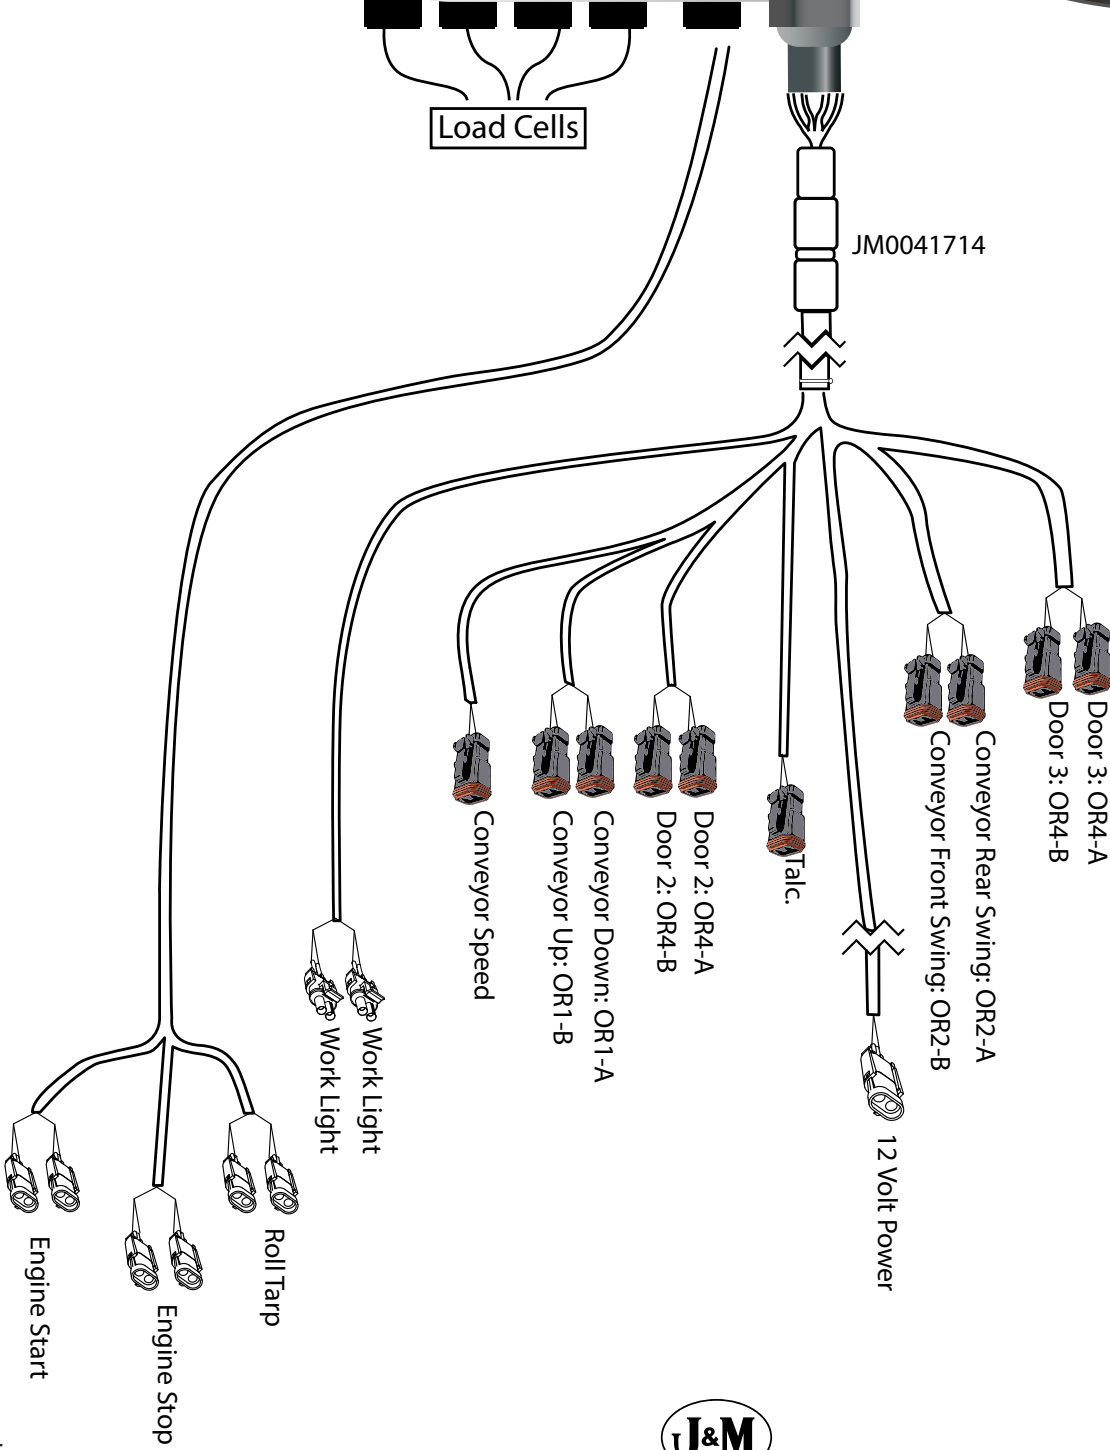 Load Cells
JM0041714
Door 3: OR4-A
Door 3: OR4-B
Conveyor Rear Swing: OR2-A
Conveyor Front Swing: OR2-B
12 Volt Power
Talc.
Door 2: OR4-A
Door 2: OR4-B
Conveyor Down: OR1-A
Conveyor Up: OR1-B
Conveyor Speed
Work Light
Work Light
Roll Tarp
Engine Stop
Engine Start
J&M